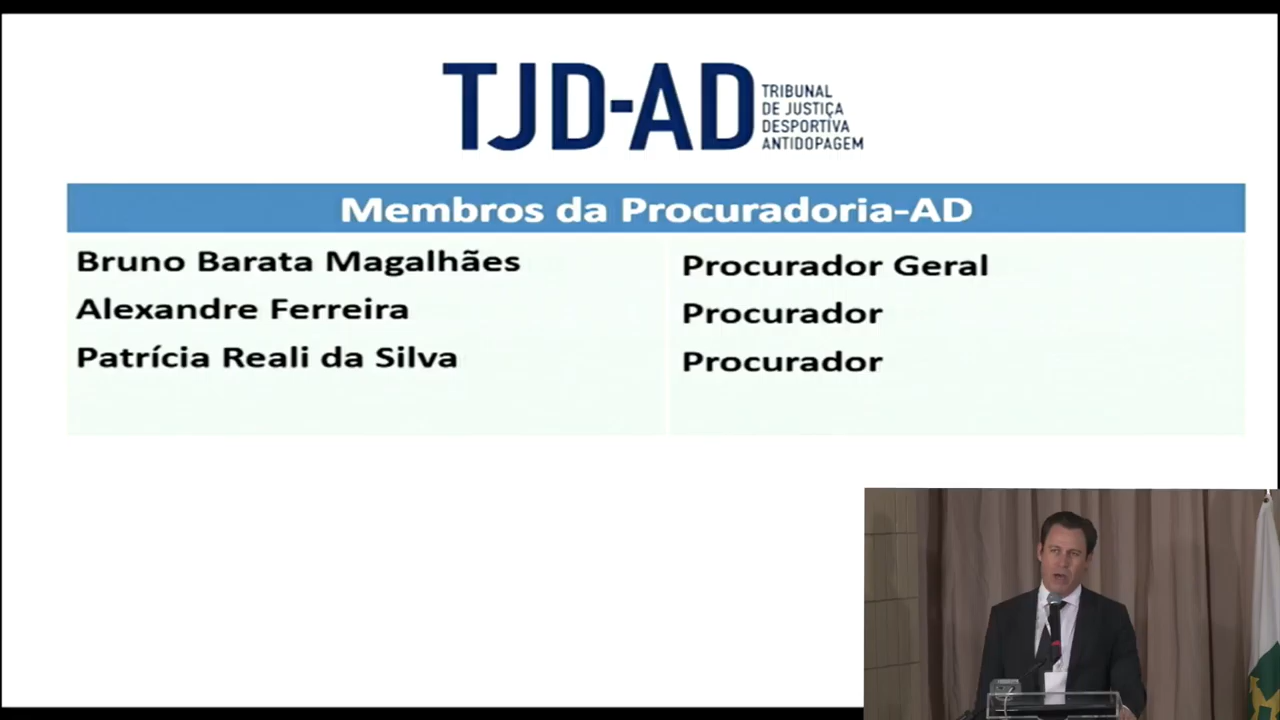 TJD-AD
TRIBUNAL
DE JUSTIÇA
DESPORTIVA
ANTIDOPAGEM
Membros da Procuradoria-AD
Bruno Barata Magalhães Procurador Geral
Alexandre Ferreira Procurador
Patrícia Reali da Silva Procurador